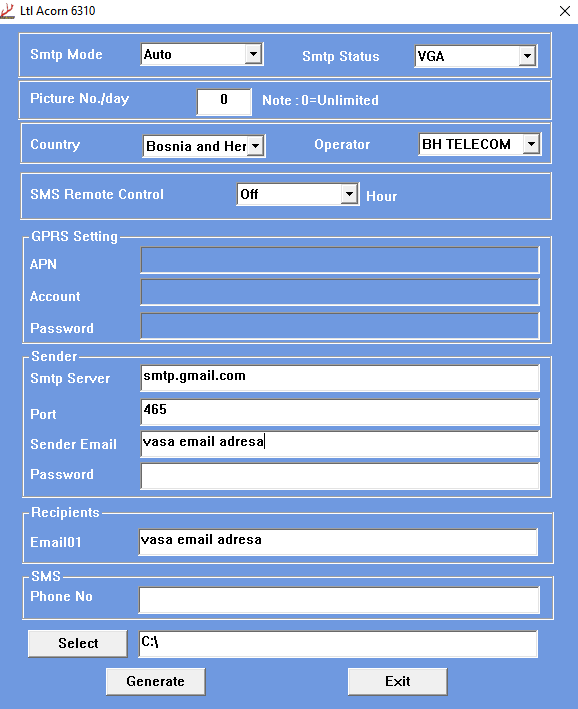 Ltl Acorn 6310
Smtp Mode Auto Smtp Status VGA
Picture No./day 0 Note : 0=Unlimited
Country Bosnia and Her Operator BH TELECOM
SMS Remote Control Off Hour
GPRS Setting
APN
Account
Password
Sender
Smtp Server smtp.gmail.com
Port 465
Sender Email vasa email adresa
Password
Recipients
Email01 vasa email adresa
SMS
Phone No
Select C:\
Generate Exit